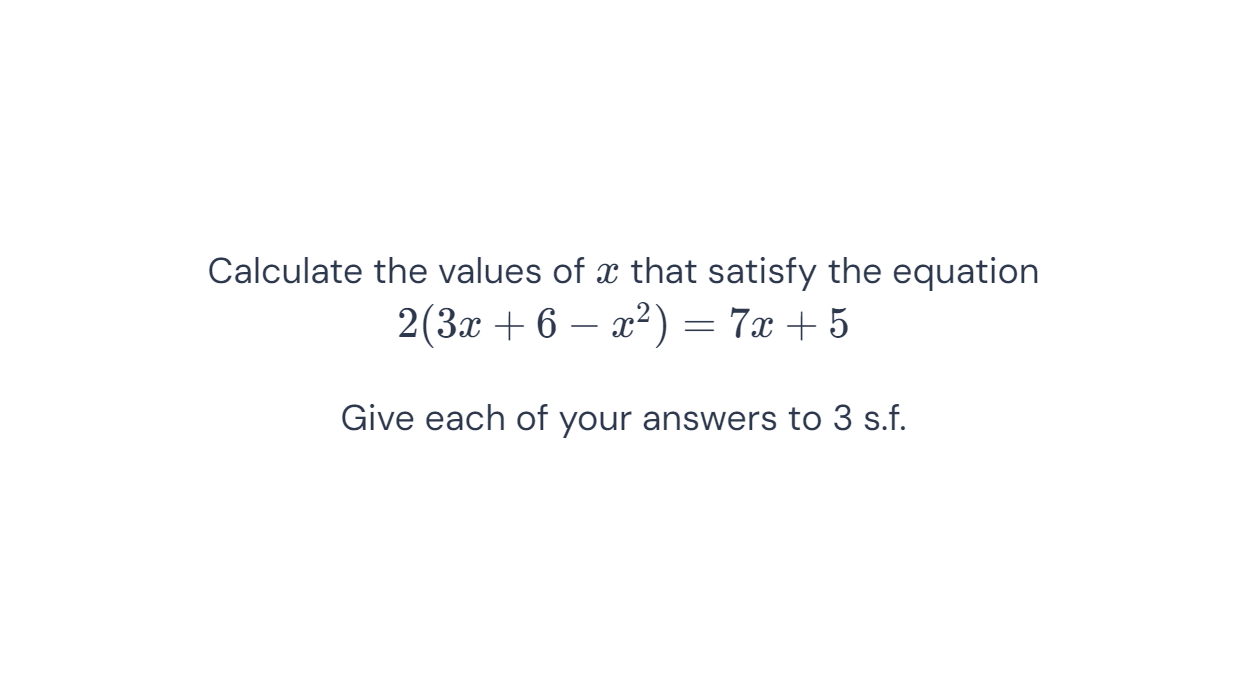 Calculate the values of x that satisfy the equation
2(3x + 6 − x²) = 7x + 5
Give each of your answers to 3 s.f.